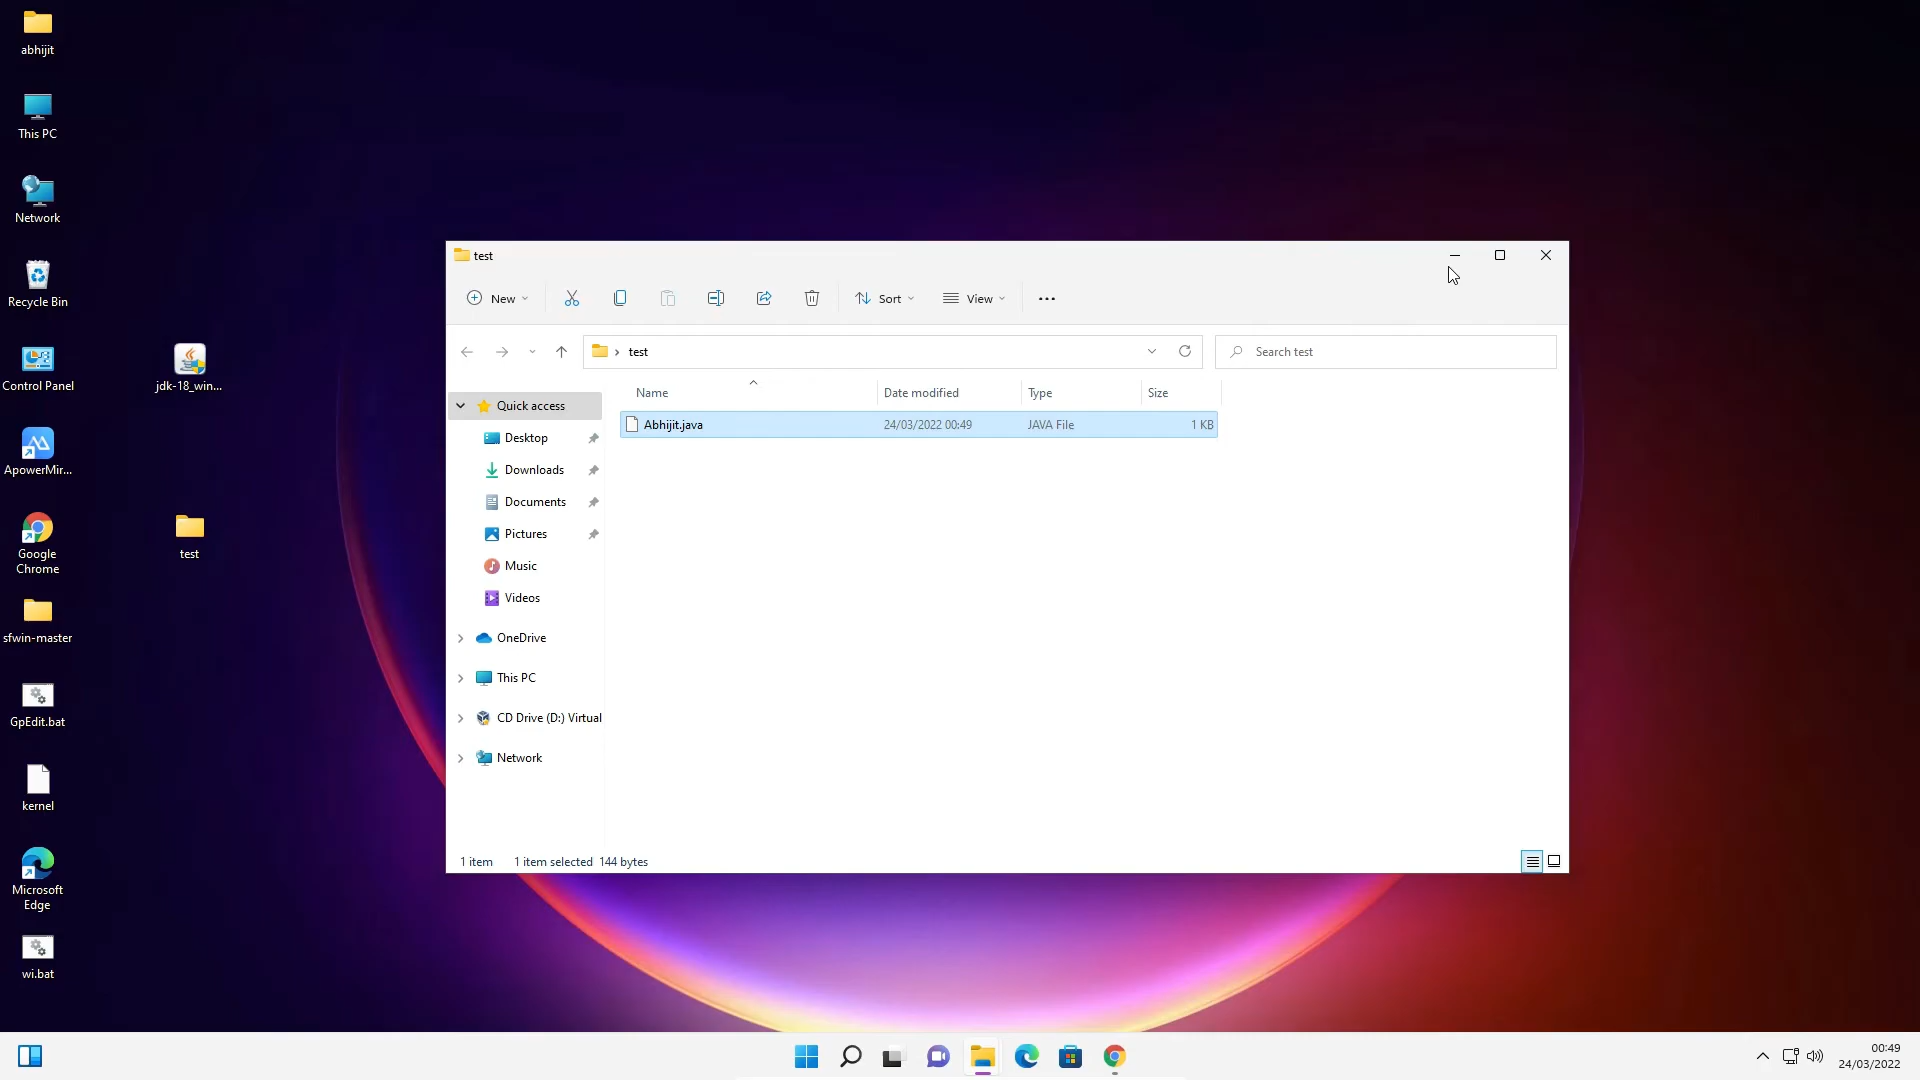 abhijit
This PC
Network
Recycle Bin
Control Panel
jdk-18_win...
ApowerMir...
Google
Chrome
test
sfwin-master
GpEdit.bat
kernel
Microsoft
Edge
wi.bat
test
New
Sort
View
test
Search test
Name Date modified Type Size
Abhijit.java 24/03/2022 00:49 JAVA File 1 KB
Quick access
Desktop
Downloads
Documents
Pictures
Music
Videos
OneDrive
This PC
CD Drive (D:) Virtual
Network
1 item 1 item selected 144 bytes
00:49
24/03/2022